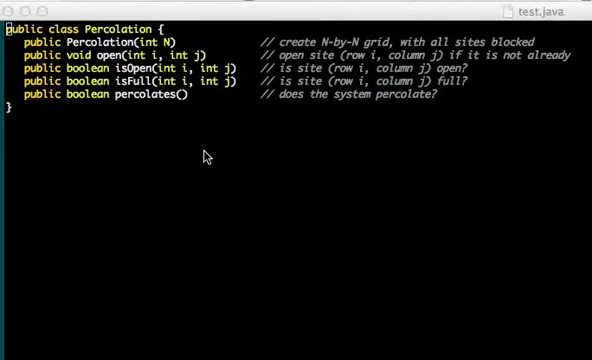 test.java
public class Percolation {
public Percolation(int N) // create N-by-N grid, with all sites blocked
public void open(int i, int j) // open site (row i, column j) if it is not already
public boolean isOpen(int i, int j) // is site (row i, column j) open?
public boolean isFull(int i, int j) // is site (row i, column j) full?
public boolean percolates() // does the system percolate?
}